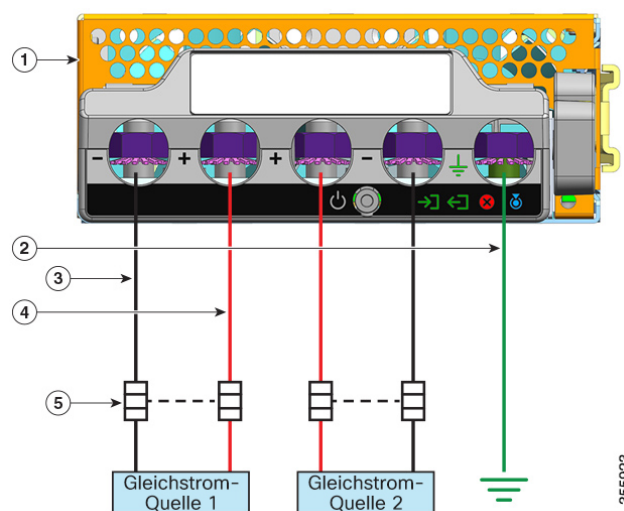 1
- + + -
2
3
4
5
Gleichstrom-
Quelle 1
Gleichstrom-
Quelle 2